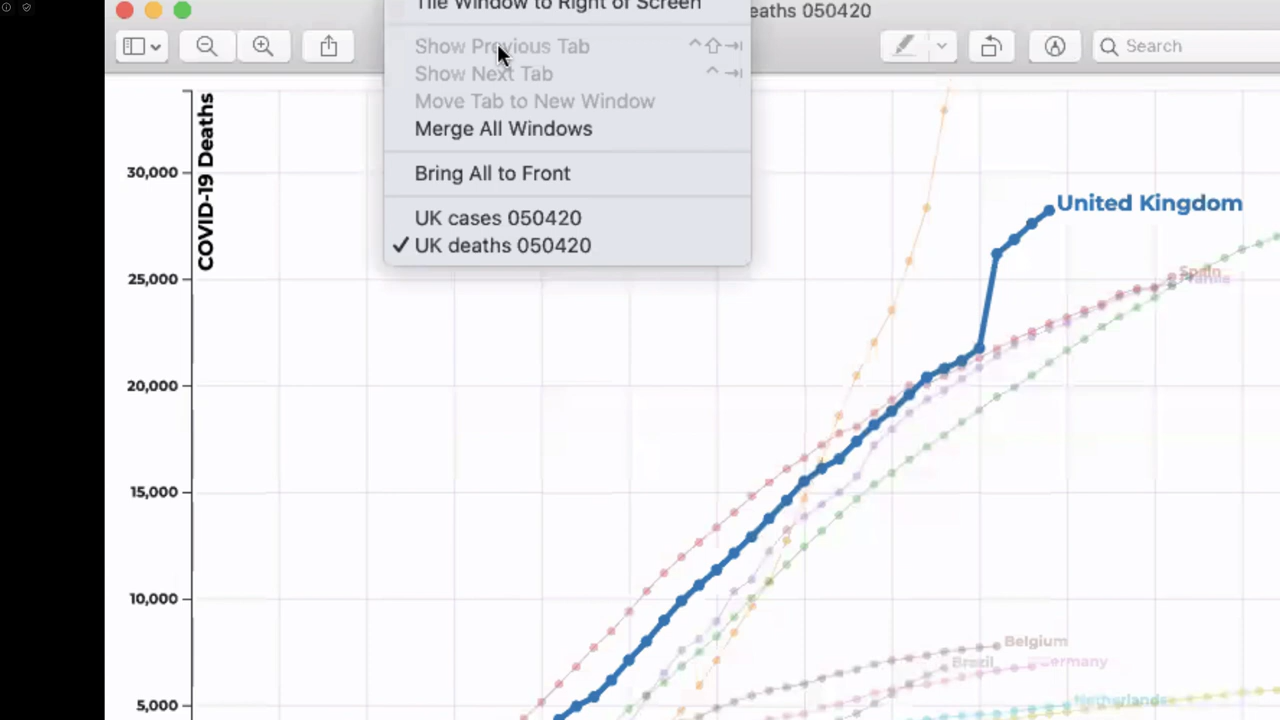 Tile Window to Right of Screen
eaths 050420
Show Previous Tab
Show Next Tab
Move Tab to New Window
Merge All Windows
Bring All to Front
UK cases 050420
UK deaths 050420
Search
COVID-19 Deaths
30,000
25,000
20,000
15,000
10,000
5,000
United Kingdom
Spain
Belgium
Brazil
Germany
Netherlands